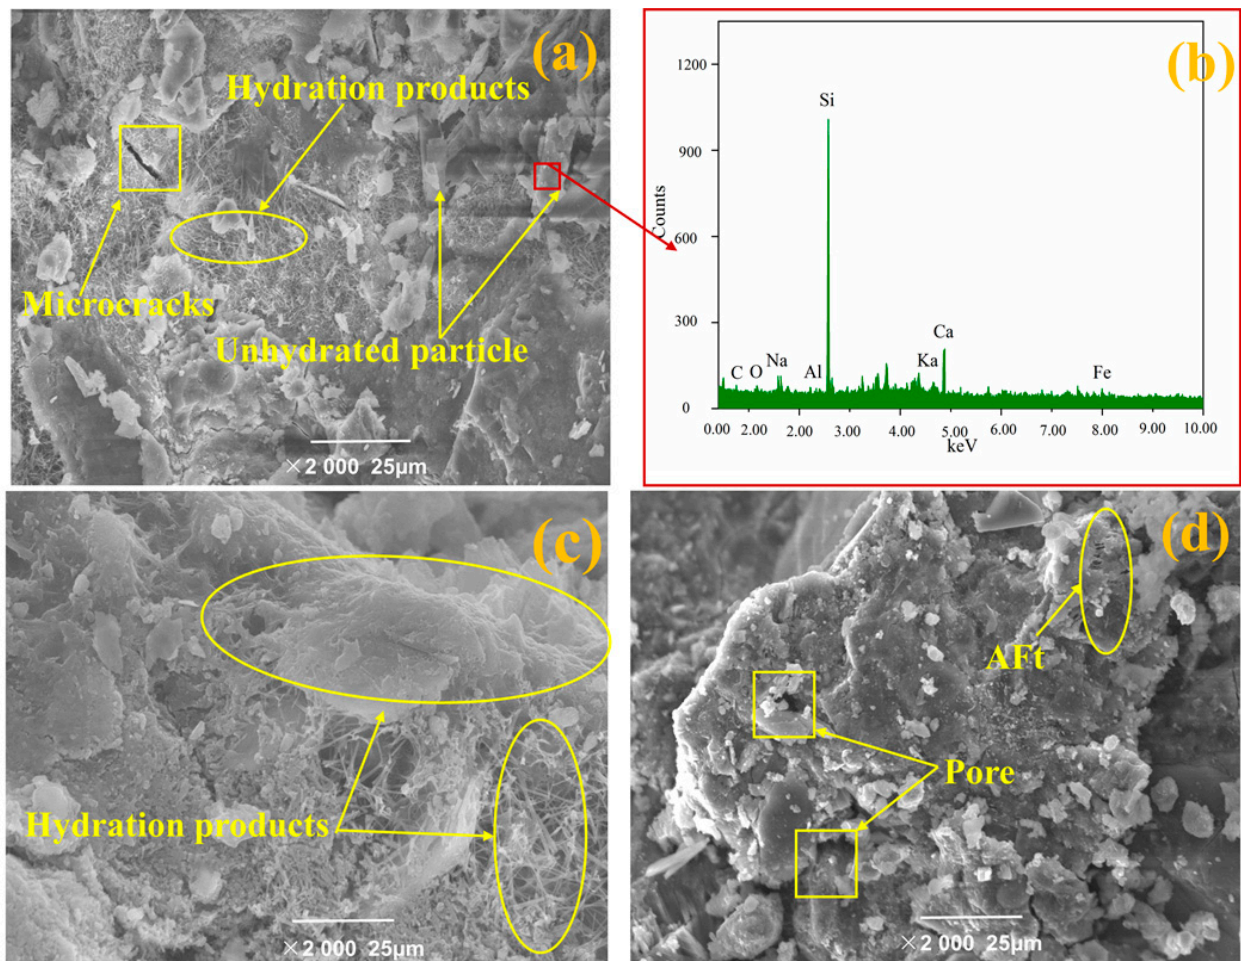 (a)
Hydration products
Microcracks
Unhydrated particle
×2 000 25µm
(b)
1200
900
600
300
0
Counts
Si
C O Na Al Ka Ca Fe
0.00 2.00 2.00 3.00 4.00 5.00 6.00 7.00 8.00 9.00 10.00
keV
(c)
Hydration products
×2 000 25µm
(d)
AFt
Pore
×2 000 25µm